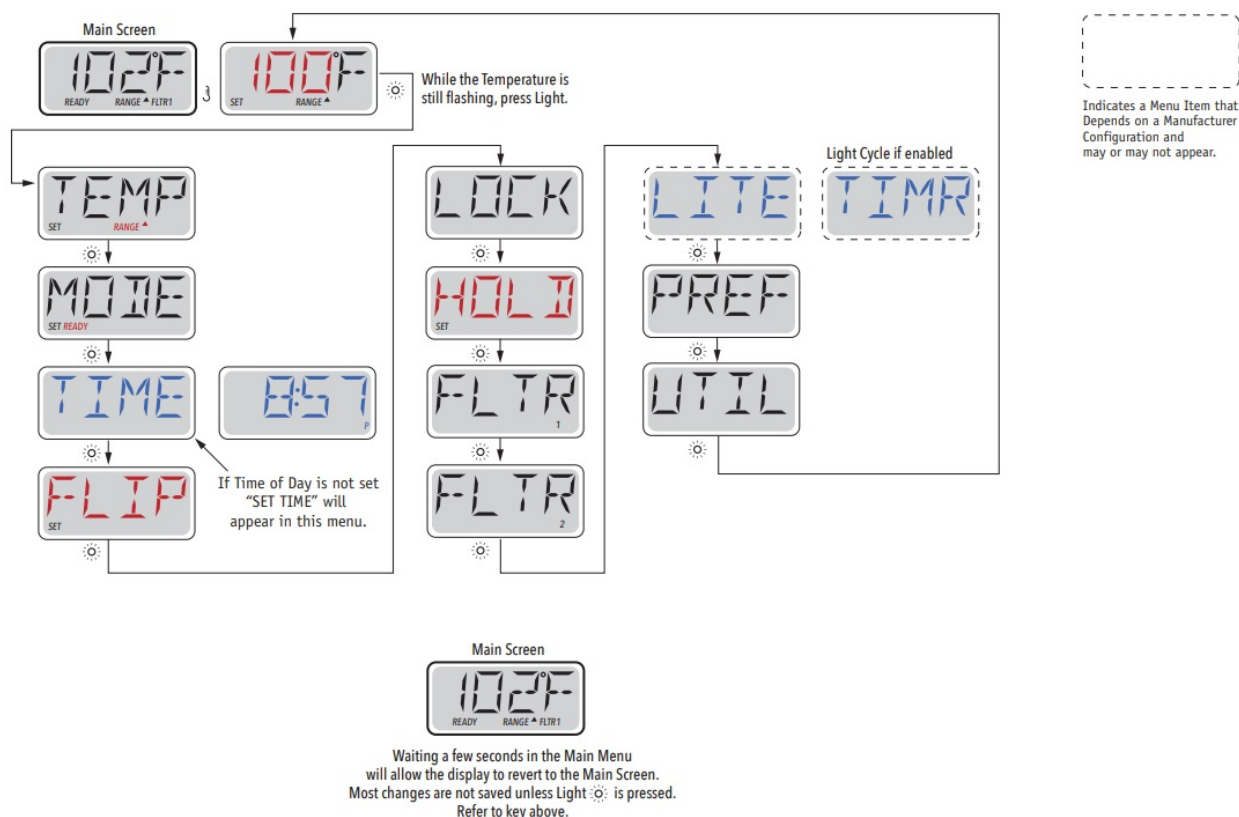 Main Screen
102°F
READY RANGE FLTR1
100°F
SET RANGE
While the Temperature is
still flashing, press Light.
Indicates a Menu Item that
Depends on a Manufacturer
Configuration and
may or may not appear.
TEMP
SET RANGE
MODE
SET READY
TIME
8:57
P
If Time of Day is not set
“SET TIME” will
appear in this menu.
FLIP
SET
LOCK
HOLD
SET
FLTR
1
FLTR
2
Light Cycle if enabled
LITE
TIMR
PREF
UTIL
Main Screen
102°F
READY RANGE FLTR1
Waiting a few seconds in the Main Menu
will allow the display to revert to the Main Screen.
Most changes are not saved unless Light is pressed.
Refer to key above.